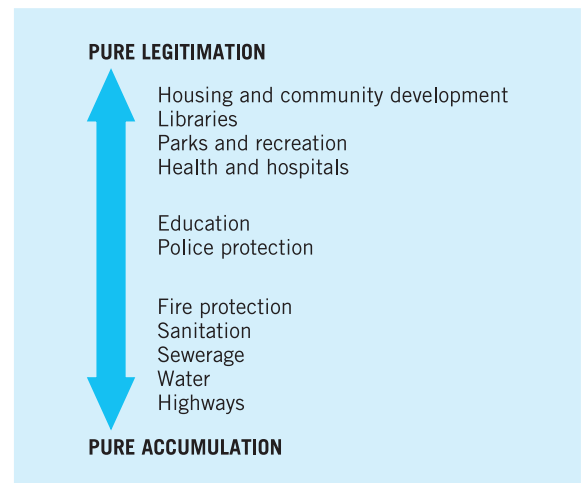 PURE LEGITIMATION
Housing and community development
Libraries
Parks and recreation
Health and hospitals
Education
Police protection
Fire protection
Sanitation
Sewerage
Water
Highways
PURE ACCUMULATION